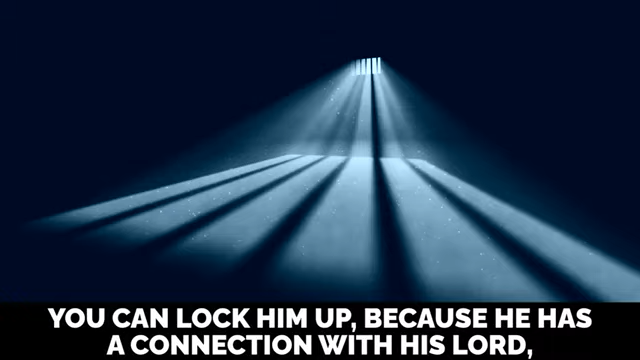 YOU CAN LOCK HIM UP, BECAUSE HE HAS
A CONNECTION WITH HIS LORD,